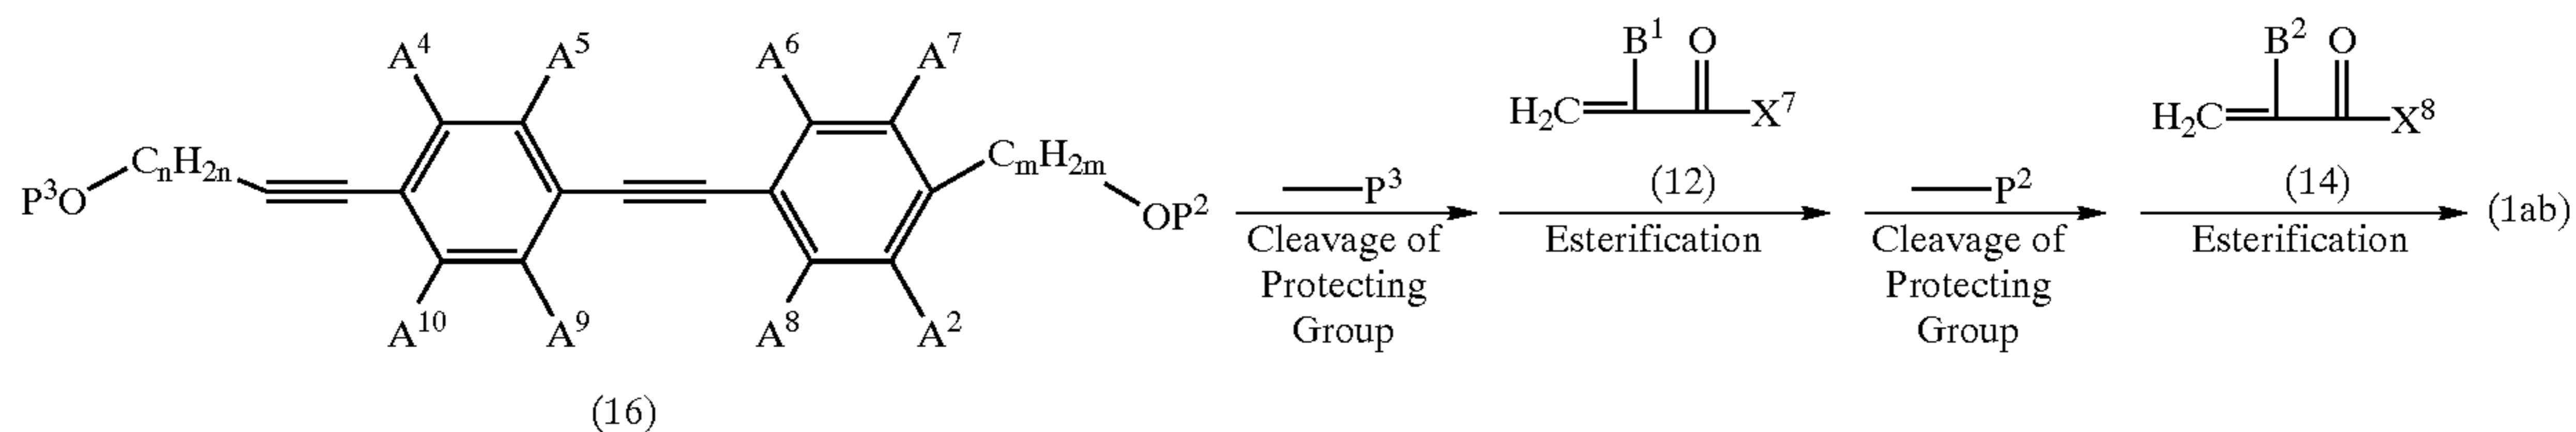 A⁴ A⁵ A⁶ A⁷ B¹ O B² O
H₂C X⁷ H₂C X⁸
P³O CₙH₂ₙ CₘH₂ₘ OP² —P³ (12) —P² (14) (1ab)
Cleavage of Esterification Cleavage of Esterification
Protecting Protecting
Group Group
A¹⁰ A⁹ A⁸ A²
(16)